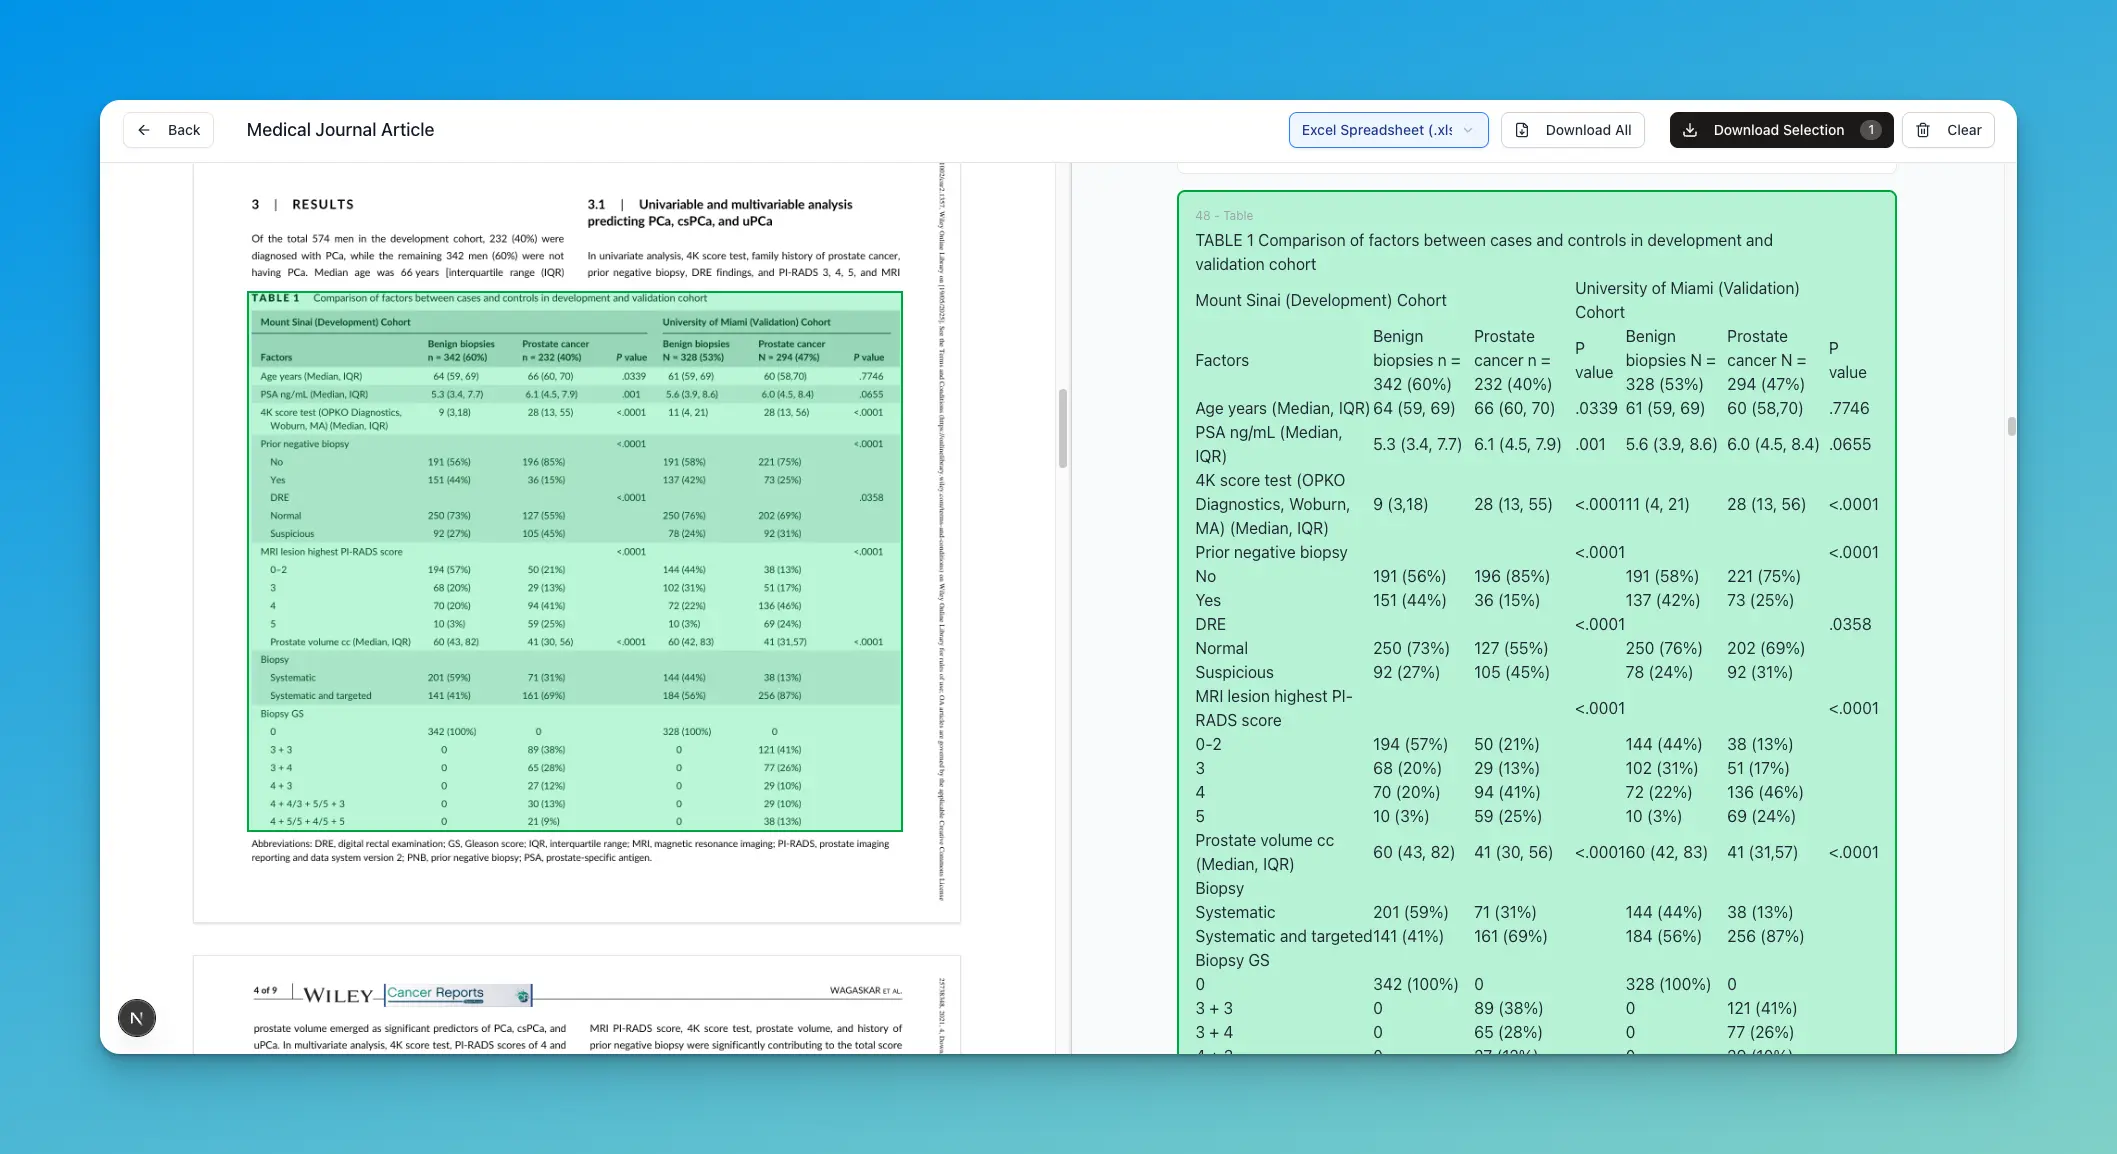 Back
Medical Journal Article
Excel Spreadsheet (.xls
Download All
Download Selection 1
Clear
3 | RESULTS
Of the total 574 men in the development cohort, 232 (40%) were
diagnosed with PCa, while the remaining 342 men (60%) were not
having PCa. Median age was 66 years [interquartile range (IQR)
3.1 | Univariable and multivariable analysis
predicting PCa, csPCa, and uPCa
In univariate analysis, 4K score test, family history of prostate cancer,
prior negative biopsy, DRE findings, and PI-RADS 3, 4, 5, and MRI
TABLE 1 Comparison of factors between cases and controls in development and validation cohort
Mount Sinai (Development) Cohort University of Miami (Validation) Cohort
Benign biopsies Prostate cancer Benign biopsies Prostate cancer
Factors n = 342 (60%) n = 232 (40%) P value N = 328 (53%) N = 294 (47%) P value
Age years (Median, IQR) 64 (59, 69) 66 (60, 70) .0339 61 (59, 69) 60 (58,70) .7746
PSA ng/mL (Median, IQR) 5.3 (3.4, 7.7) 6.1 (4.5, 7.9) .001 5.6 (3.9, 8.6) 6.0 (4.5, 8.4) .0655
4K score test (OPKO Diagnostics, 9 (3,18) 28 (13, 55) <.0001 11 (4, 21) 28 (13, 56) <.0001
Woburn, MA) (Median, IQR)
Prior negative biopsy <.0001 <.0001
No 191 (56%) 196 (85%) 191 (58%) 221 (75%)
Yes 151 (44%) 36 (15%) 137 (42%) 73 (25%)
DRE <.0001 .0358
Normal 250 (73%) 127 (55%) 250 (76%) 202 (69%)
Suspicious 92 (27%) 105 (45%) 78 (24%) 92 (31%)
MRI lesion highest PI-RADS score <.0001 <.0001
0–2 194 (57%) 50 (21%) 144 (44%) 38 (13%)
3 68 (20%) 29 (13%) 102 (31%) 51 (17%)
4 70 (20%) 94 (41%) 72 (22%) 136 (46%)
5 10 (3%) 59 (25%) 10 (3%) 69 (24%)
Prostate volume cc (Median, IQR) 60 (43, 82) 41 (30, 56) <.0001 60 (42, 83) 41 (31,57) <.0001
Biopsy
Systematic 201 (59%) 71 (31%) 144 (44%) 38 (13%)
Systematic and targeted 141 (41%) 161 (69%) 184 (56%) 256 (87%)
Biopsy GS
0 342 (100%) 0 328 (100%) 0
3 + 3 0 89 (38%) 0 121 (41%)
3 + 4 0 65 (28%) 0 77 (26%)
4 + 3 0 27 (12%) 0 29 (10%)
4 + 4/3 + 5/5 + 3 0 30 (13%) 0 29 (10%)
4 + 5/5 + 4/5 + 5 0 21 (9%) 0 38 (13%)
Abbreviations: DRE, digital rectal examination; GS, Gleason score; IQR, interquartile range; MRI, magnetic resonance imaging; PI-RADS, prostate imaging
reporting and data system version 2; PNB, prior negative biopsy; PSA, prostate-specific antigen.
4 of 9 WILEY Cancer Reports WAGASKAR ET AL.
prostate volume emerged as significant predictors of PCa, csPCa, and
uPCa. In multivariate analysis, 4K score test, PI-RADS scores of 4 and
MRI PI-RADS score, 4K score test, prostate volume, and history of
prior negative biopsy were significantly contributing to the total score
N
48 - Table
TABLE 1 Comparison of factors between cases and controls in development and
validation cohort
Mount Sinai (Development) Cohort University of Miami (Validation)
Cohort
Factors Benign biopsies n = 342 (60%) Prostate cancer n = 232 (40%) P value Benign biopsies N = 328 (53%) Prostate cancer N = 294 (47%) P value
Age years (Median, IQR) 64 (59, 69) 66 (60, 70) .0339 61 (59, 69) 60 (58,70) .7746
PSA ng/mL (Median, IQR) 5.3 (3.4, 7.7) 6.1 (4.5, 7.9) .001 5.6 (3.9, 8.6) 6.0 (4.5, 8.4) .0655
4K score test (OPKO Diagnostics, Woburn, MA) (Median, IQR) 9 (3,18) 28 (13, 55) <.0001 11 (4, 21) 28 (13, 56) <.0001
Prior negative biopsy <.0001 <.0001
No 191 (56%) 196 (85%) 191 (58%) 221 (75%)
Yes 151 (44%) 36 (15%) 137 (42%) 73 (25%)
DRE <.0001 .0358
Normal 250 (73%) 127 (55%) 250 (76%) 202 (69%)
Suspicious 92 (27%) 105 (45%) 78 (24%) 92 (31%)
MRI lesion highest PI-RADS score <.0001 <.0001
0-2 194 (57%) 50 (21%) 144 (44%) 38 (13%)
3 68 (20%) 29 (13%) 102 (31%) 51 (17%)
4 70 (20%) 94 (41%) 72 (22%) 136 (46%)
5 10 (3%) 59 (25%) 10 (3%) 69 (24%)
Prostate volume cc (Median, IQR) 60 (43, 82) 41 (30, 56) <.0001 60 (42, 83) 41 (31,57) <.0001
Biopsy
Systematic 201 (59%) 71 (31%) 144 (44%) 38 (13%)
Systematic and targeted 141 (41%) 161 (69%) 184 (56%) 256 (87%)
Biopsy GS
0 342 (100%) 0 328 (100%) 0
3 + 3 0 89 (38%) 0 121 (41%)
3 + 4 0 65 (28%) 0 77 (26%)